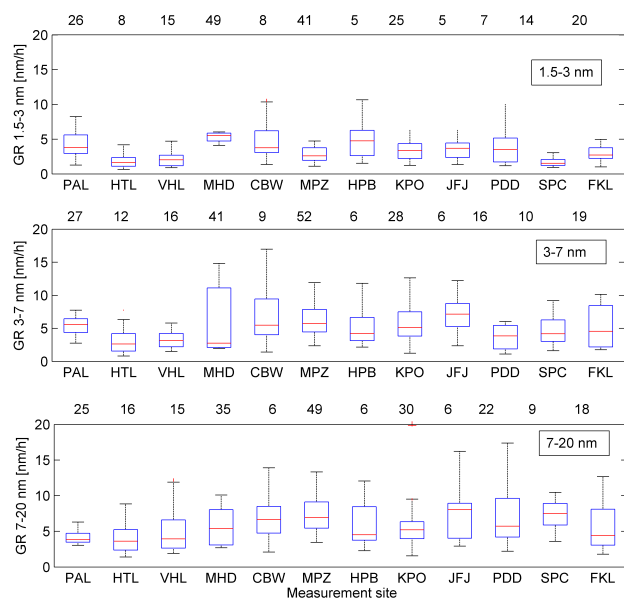 26 8 15 49 8 41 5 25 5 7 14 20
20
15
10
5
0
GR 1.5-3 nm [nm/h]
1.5-3 nm
PAL HTL VHL MHD CBW MPZ HPB KPO JFJ PDD SPC FKL
27 12 16 41 9 52 6 28 6 16 10 19
20
15
10
5
0
GR 3-7 nm [nm/h]
3-7 nm
PAL HTL VHL MHD CBW MPZ HPB KPO JFJ PDD SPC FKL
Measurement site
25 16 15 35 6 49 6 30 6 22 9 18
20
15
10
5
0
GR 7-20 nm [nm/h]
7-20 nm
PAL HTL VHL MHD CBW MPZ HPB KPO JFJ PDD SPC FKL
Measurement site